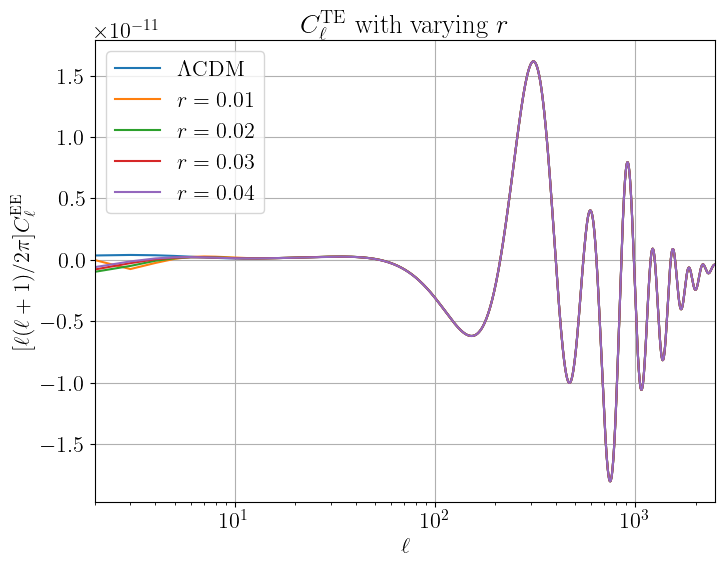 C_ℓ^TE with varying r
×10^−11
ΛCDM
r = 0.01
r = 0.02
r = 0.03
r = 0.04
1.5
1.0
0.5
0.0
−0.5
−1.0
−1.5
[ℓ(ℓ + 1)/2π]C_ℓ^EE
10^1
10^2
10^3
ℓ